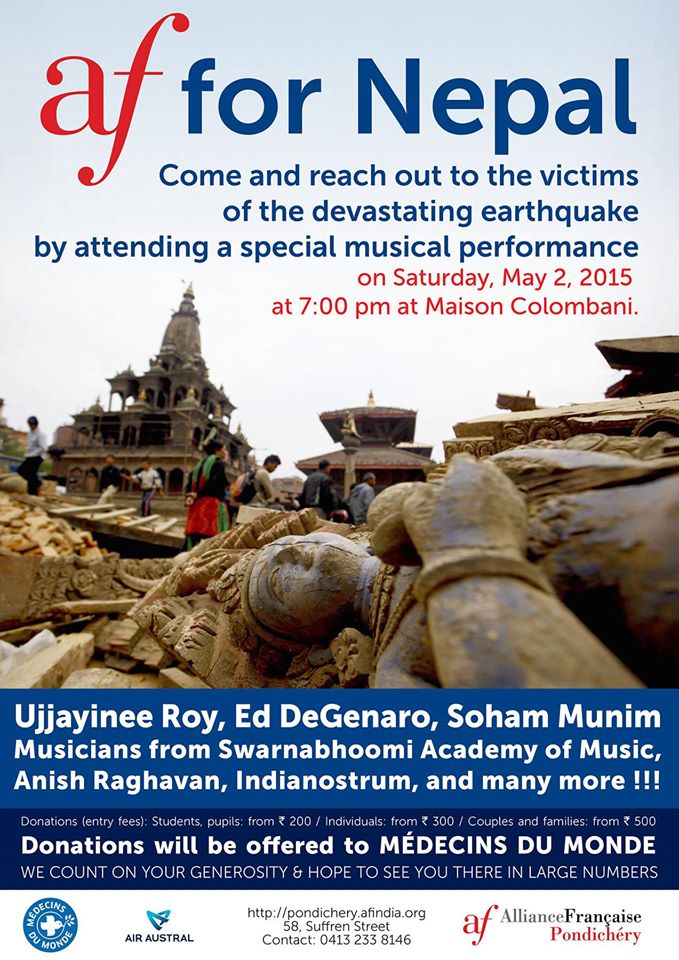 af for Nepal
Come and reach out to the victims
of the devastating earthquake
by attending a special musical performance
on Saturday, May 2, 2015
at 7:00 pm at Maison Colombani.
Ujjayinee Roy, Ed DeGenaro, Soham Munim
Musicians from Swarnabhoomi Academy of Music,
Anish Raghavan, Indianostrum, and many more !!!
Donations (entry fees): Students, pupils: from ₹ 200 / Individuals: from ₹ 300 / Couples and families: from ₹ 500
Donations will be offered to MÉDECINS DU MONDE
WE COUNT ON YOUR GENEROSITY & HOPE TO SEE YOU THERE IN LARGE NUMBERS
MÉDECINS
DU MONDE
AIR AUSTRAL
http://pondichery.afindia.org
58, Suffren Street
Contact: 0413 233 8146
af AllianceFrançaise
Pondichéry